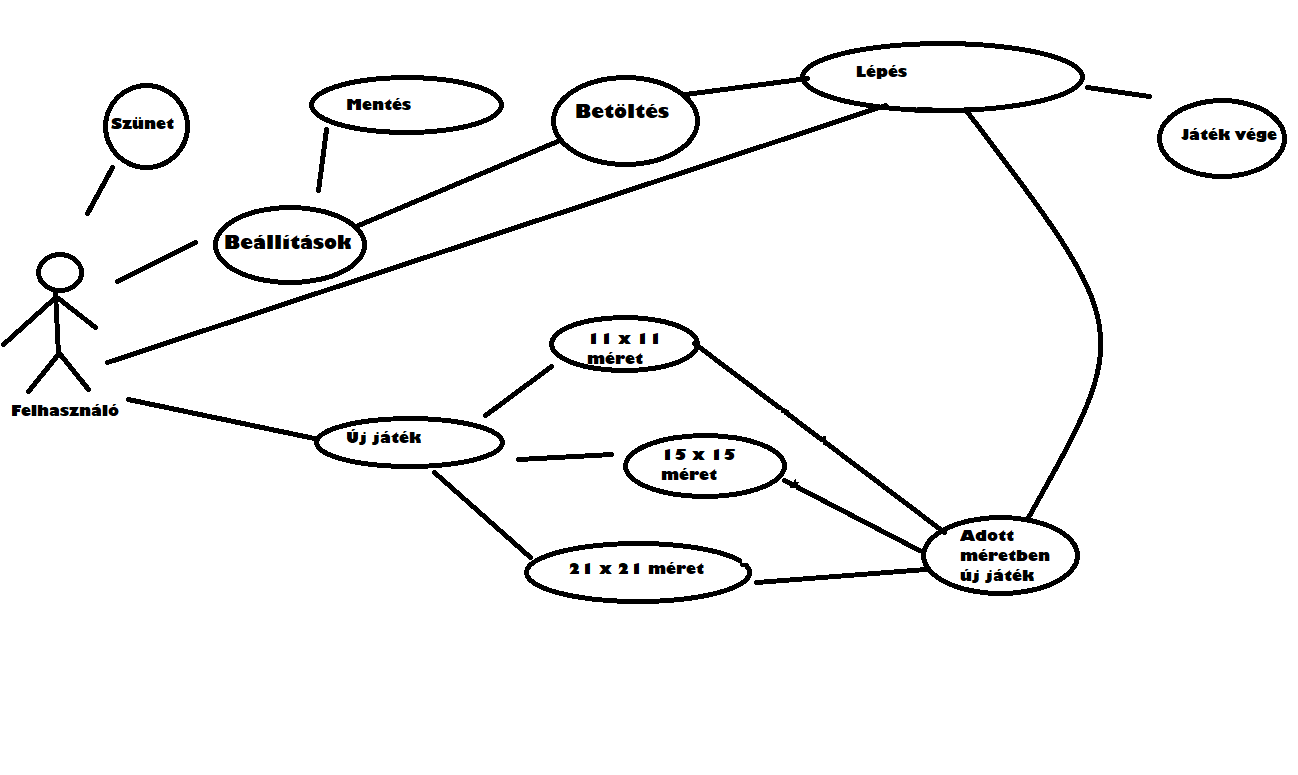 Lépés
Mentés
Betöltés
Szünet
Játék vége
Beállítások
11 x 11
méret
Felhasználó
Új játék
15 x 15
méret
21 x 21 méret
Adott
méretben
új játék